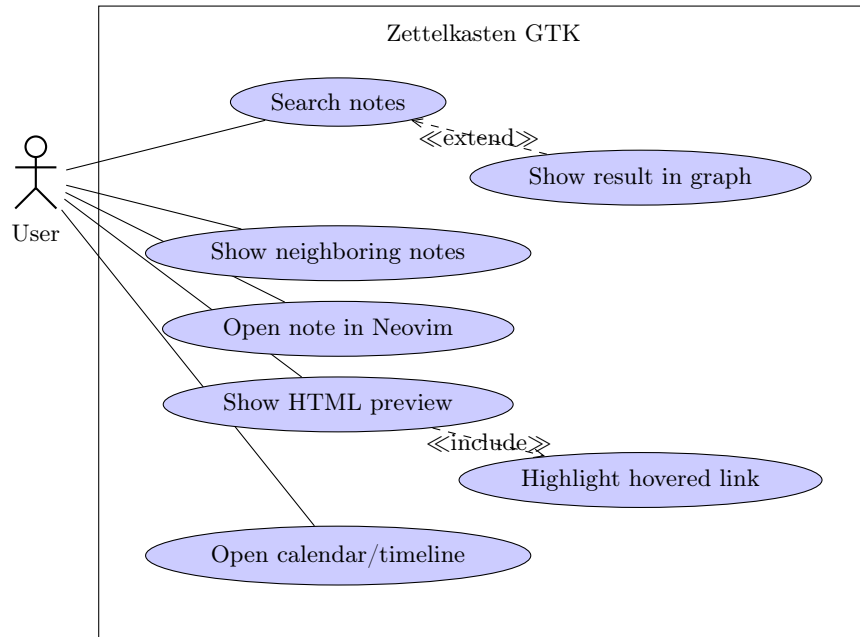 Zettelkasten GTK
Search notes
≪extend≫
Show result in graph
User
Show neighboring notes
Open note in Neovim
Show HTML preview
≪include≫
Highlight hovered link
Open calendar/timeline